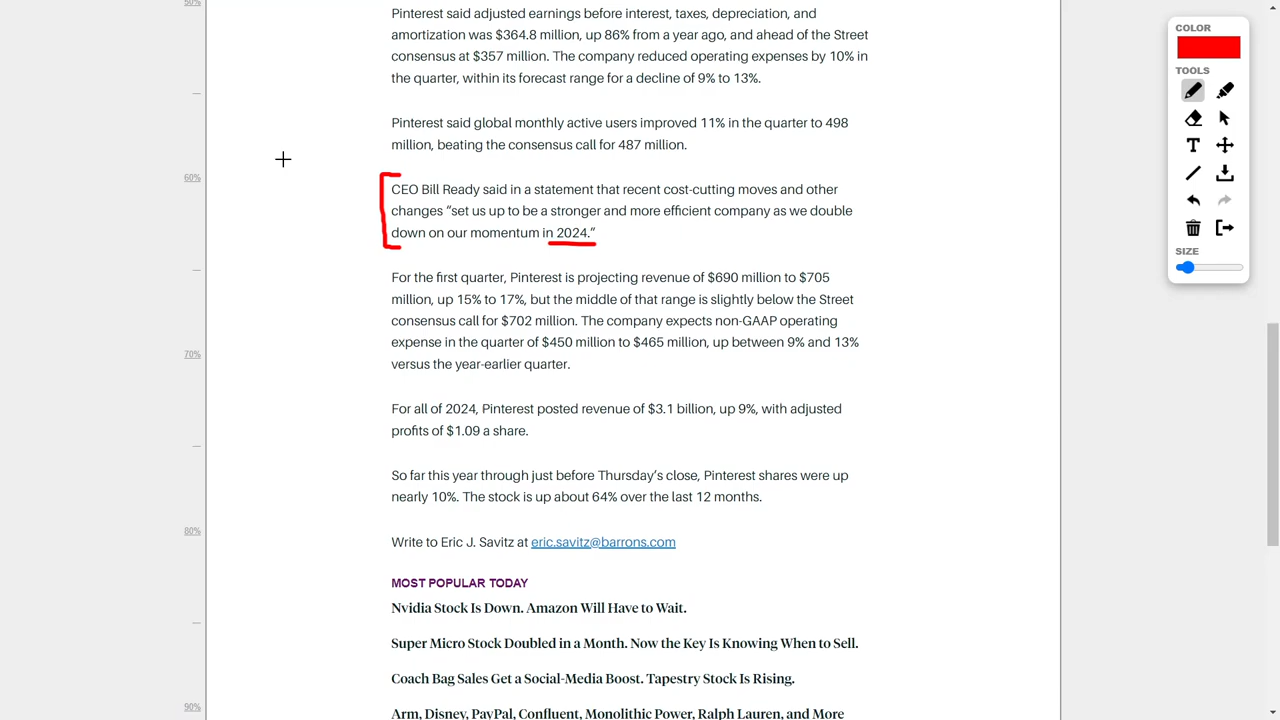 50%
Pinterest said adjusted earnings before interest, taxes, depreciation, and
amortization was $364.8 million, up 86% from a year ago, and ahead of the Street
consensus at $357 million. The company reduced operating expenses by 10% in
the quarter, within its forecast range for a decline of 9% to 13%.
Pinterest said global monthly active users improved 11% in the quarter to 498
million, beating the consensus call for 487 million.
60%
CEO Bill Ready said in a statement that recent cost-cutting moves and other
changes “set us up to be a stronger and more efficient company as we double
down on our momentum in 2024.”
For the first quarter, Pinterest is projecting revenue of $690 million to $705
million, up 15% to 17%, but the middle of that range is slightly below the Street
consensus call for $702 million. The company expects non-GAAP operating
expense in the quarter of $450 million to $465 million, up between 9% and 13%
versus the year-earlier quarter.
70%
For all of 2024, Pinterest posted revenue of $3.1 billion, up 9%, with adjusted
profits of $1.09 a share.
So far this year through just before Thursday’s close, Pinterest shares were up
nearly 10%. The stock is up about 64% over the last 12 months.
80%
Write to Eric J. Savitz at eric.savitz@barrons.com
MOST POPULAR TODAY
Nvidia Stock Is Down. Amazon Will Have to Wait.
Super Micro Stock Doubled in a Month. Now the Key Is Knowing When to Sell.
Coach Bag Sales Get a Social-Media Boost. Tapestry Stock Is Rising.
90%
Arm, Disney, PayPal, Confluent, Monolithic Power, Ralph Lauren, and More
COLOR
TOOLS
T
SIZE